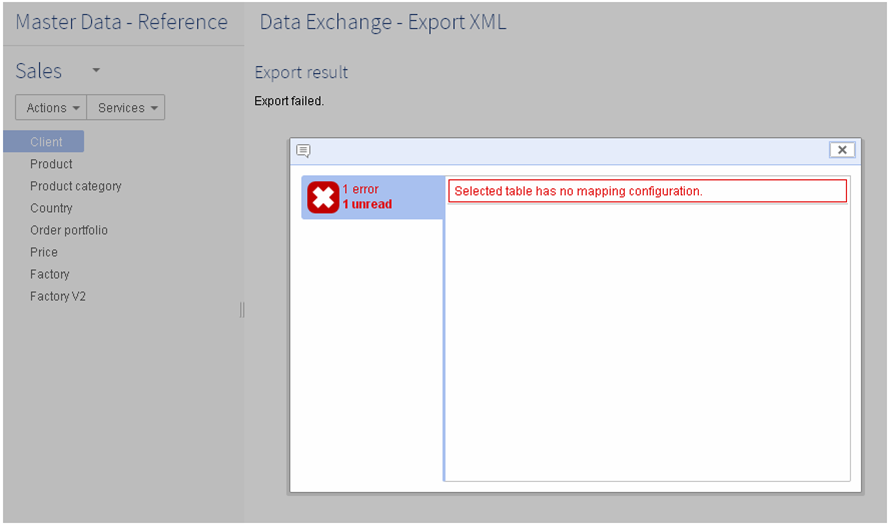 Master Data - Reference
Data Exchange - Export XML
Sales
Export result
Actions
Services
Export failed.
Client
Product
Product category
Country
Order portfolio
Price
Factory
Factory V2
1 error
1 unread
Selected table has no mapping configuration.